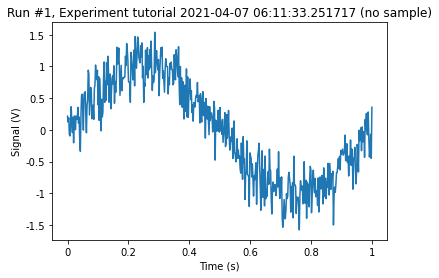 Run #1, Experiment tutorial 2021-04-07 06:11:33.251717 (no sample)
1.5
1
0.5
0
-0.5
-1
-1.5
Signal (V)
0 0.2 0.4 0.6 0.8 1
Time (s)